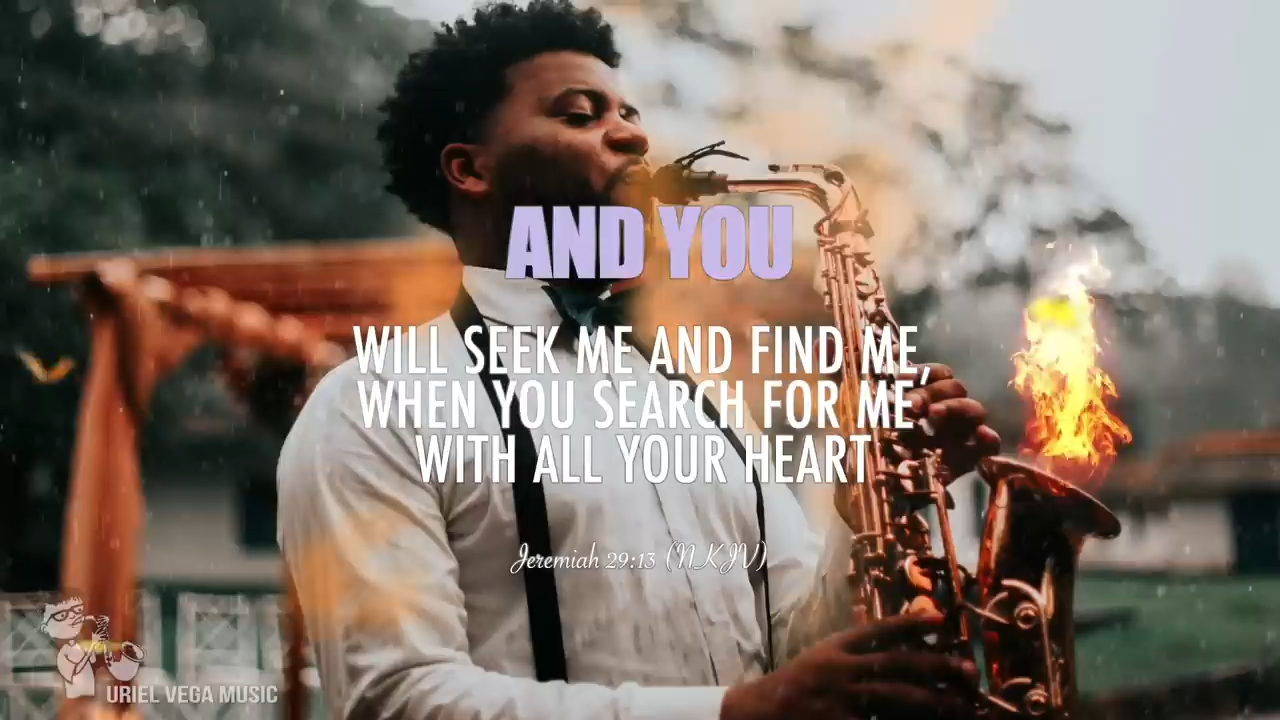 AND YOU
WILL SEEK ME AND FIND ME,
WHEN YOU SEARCH FOR ME
WITH ALL YOUR HEART
Jeremiah 29:13 (NKJV)
URIEL VEGA MUSIC